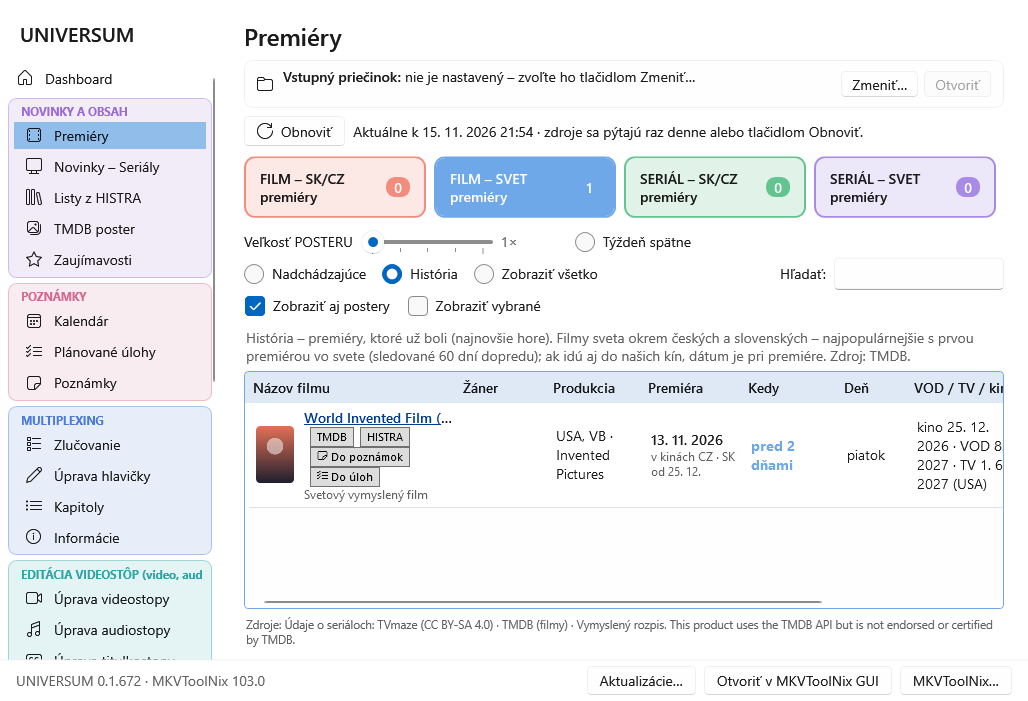 UNIVERSUM
Dashboard
NOVINKY A OBSAH
Premiéry
Novinky – Seriály
Listy z HISTRA
TMDB poster
Zaujímavosti
POZNÁMKY
Kalendár
Plánované úlohy
Poznámky
MULTIPLEXING
Zlučovanie
Úprava hlavičky
Kapitoly
Informácie
EDITÁCIA VIDEOSTÔP (video, aud
Úprava videostopy
Úprava audiostopy
Premiéry
Vstupný priečinok: nie je nastavený – zvoľte ho tlačidlom Zmeniť...
Zmeniť...
Otvoriť
Obnoviť
Aktuálne k 15. 11. 2026 21:54 · zdroje sa pýtajú raz denne alebo tlačidlom Obnoviť.
FILM – SK/CZ
premiéry
0
FILM – SVET
premiéry
1
SERIÁL – SK/CZ
premiéry
0
SERIÁL – SVET
premiéry
0
Veľkosť POSTERU
1×
Týždeň spätne
Nadchádzajúce
História
Zobraziť všetko
Hľadať:
Zobraziť aj postery
Zobraziť vybrané
História – premiéry, ktoré už boli (najnovšie hore). Filmy sveta okrem českých a slovenských – najpopulárnejšie s prvou
premiérou vo svete (sledované 60 dní dopredu); ak idú aj do našich kín, dátum je pri premiére. Zdroj: TMDB.
Názov filmu
Žáner
Produkcia
Premiéra
Kedy
Deň
VOD / TV / kin
World Invented Film (...
TMDB
HISTRA
Do poznámok
Do úloh
Svetový vymyslený film
USA, VB ·
Invented
Pictures
13. 11. 2026
v kinách CZ · SK
od 25. 12.
pred 2
dňami
piatok
kino 25. 12.
2026 · VOD 8
2027 · TV 1. 6
2027 (USA)
Zdroje: Údaje o seriáloch: TVmaze (CC BY-SA 4.0) · TMDB (filmy) · Vymyslený rozpis. This product uses the TMDB API but is not endorsed or certified
by TMDB.
UNIVERSUM 0.1.672 · MKVToolNix 103.0
Aktualizácie...
Otvoriť v MKVToolNix GUI
MKVToolNix...